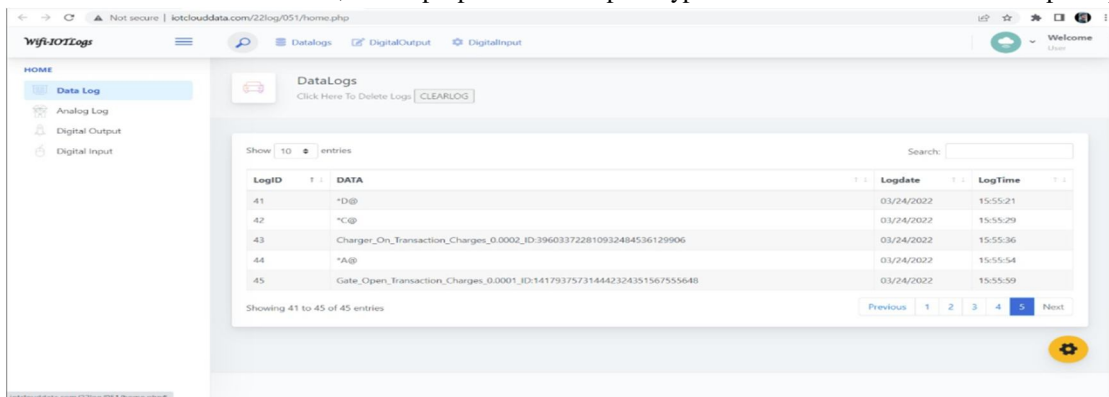 Not secure | iotclouddata.com/22log/051/home.php
Wifi-IOTLogs
Datalogs DigitalOutput DigitalInput
Welcome
User
HOME
Data Log
Analog Log
Digital Output
Digital Input
DataLogs
Click Here To Delete Logs CLEARLOG
Show 10 entries Search:
LogID DATA Logdate LogTime
41 *D@ 03/24/2022 15:55:21
42 *C@ 03/24/2022 15:55:29
43 Charger_On_Transaction_Charges_0.0002_ID:396033722810932484536129906 03/24/2022 15:55:36
44 *A@ 03/24/2022 15:55:54
45 Gate_Open_Transaction_Charges_0.0001_ID:14179375731444232435156755​5648 03/24/2022 15:55:59
Showing 41 to 45 of 45 entries Previous 1 2 3 4 5 Next